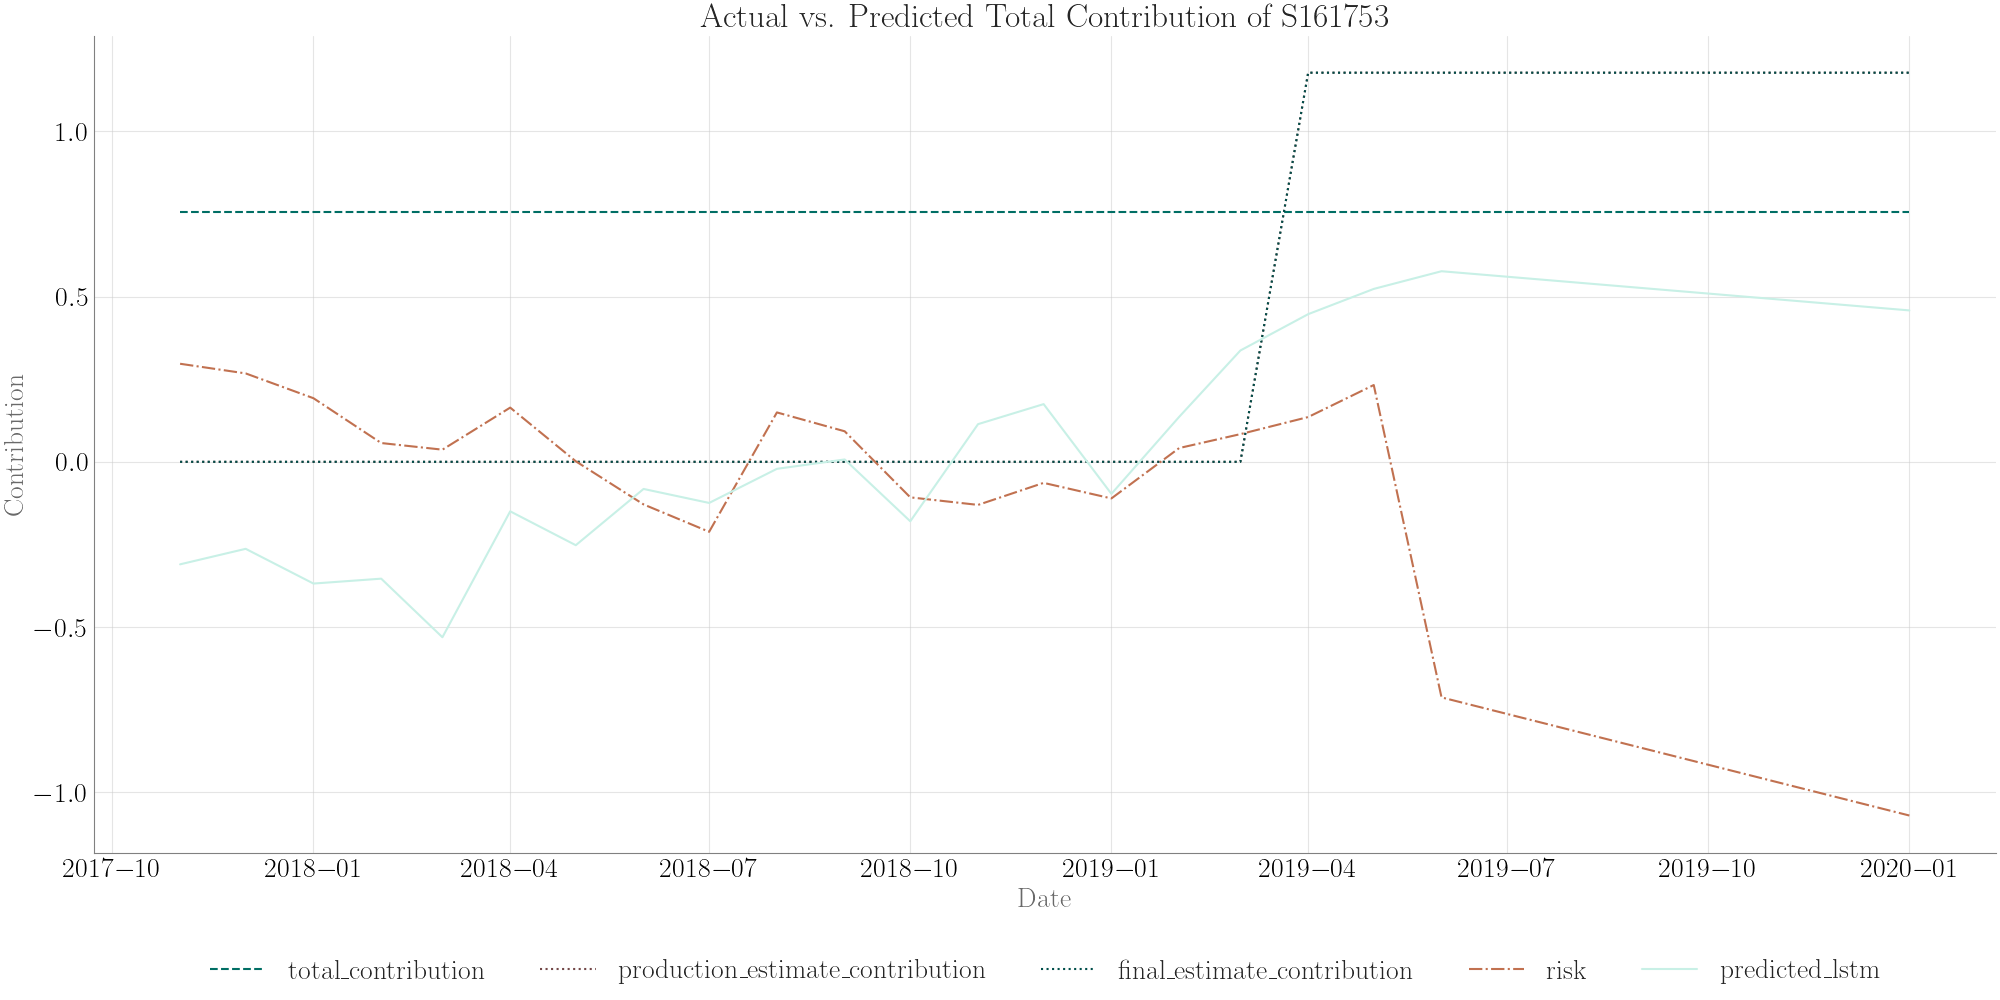 Actual vs. Predicted Total Contribution of S161753
Contribution
1.0
0.5
0.0
−0.5
−1.0
2017−10 2018−01 2018−04 2018−07 2018−10 2019−01 2019−04 2019−07 2019−10 2020−01
Date
total_contribution production_estimate_contribution final_estimate_contribution risk predicted_lstm